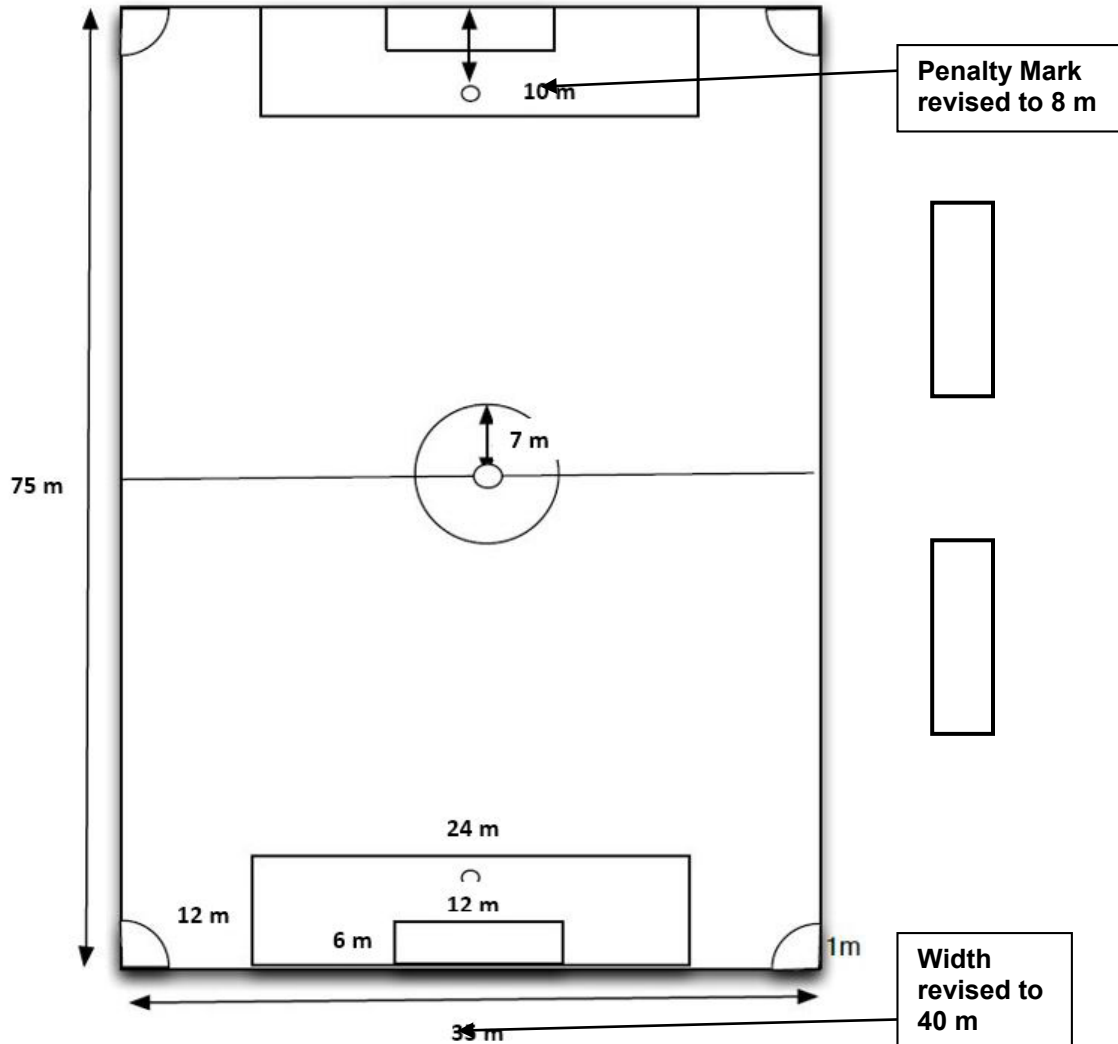 Penalty Mark
revised to 8 m
10 m
7 m
75 m
24 m
12 m
12 m
6 m
1m
Width
revised to
40 m